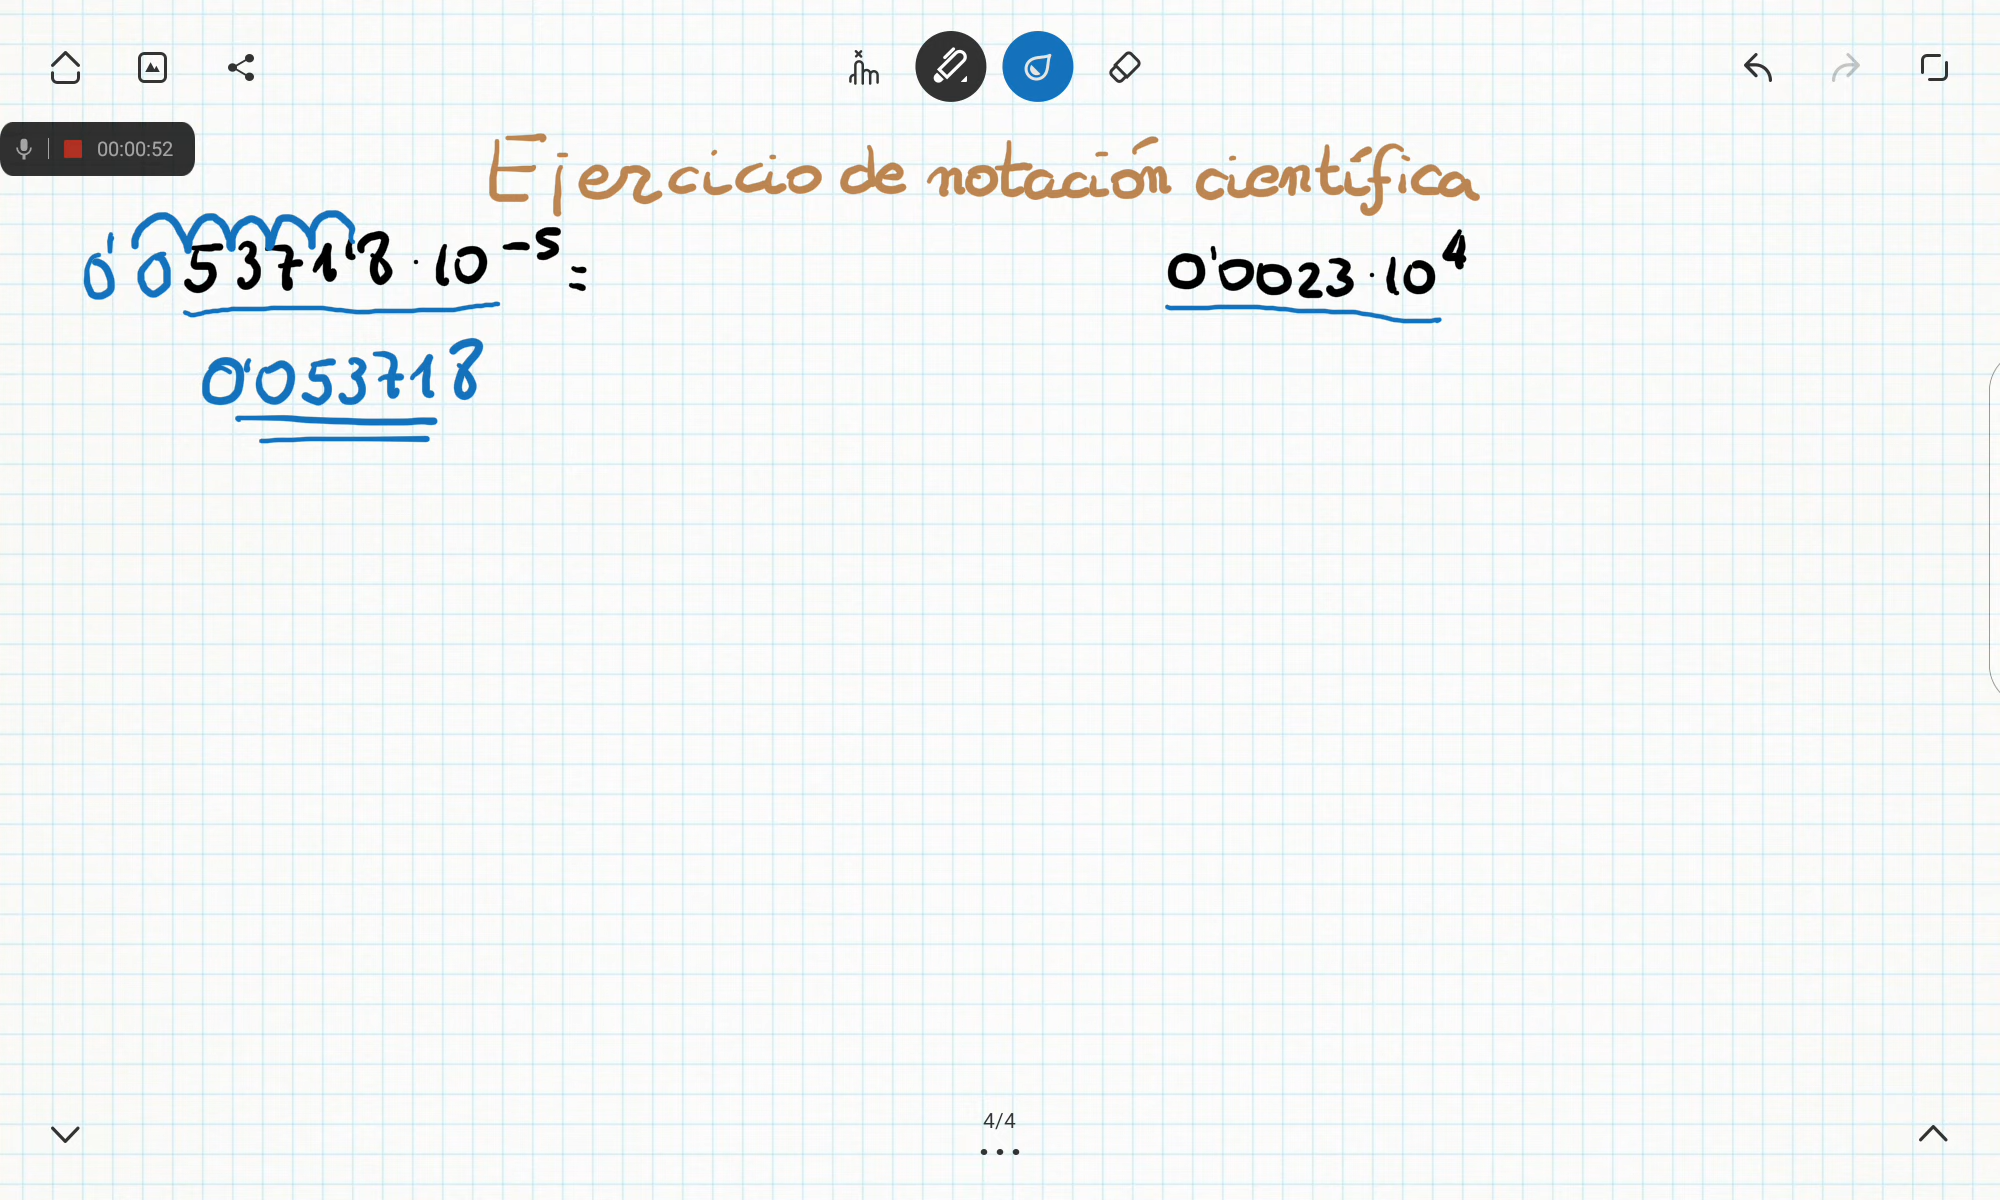 00:00:52
Ejercicio de notación científica
0'053718'8 · 10⁻⁵ =
0'0023 · 10⁴
0'053718
4/4